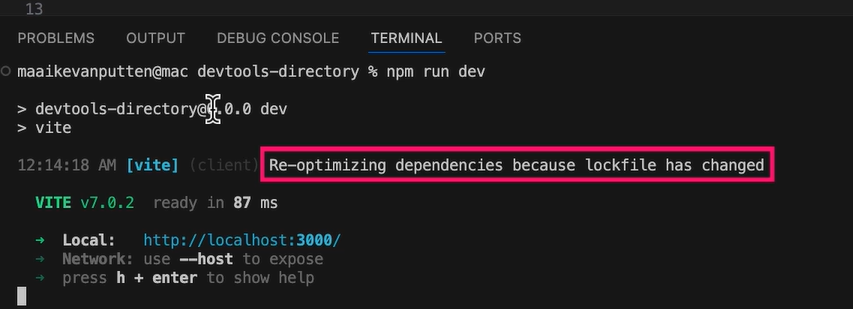 13
PROBLEMS OUTPUT DEBUG CONSOLE TERMINAL PORTS
maaikevanputten@mac devtools-directory % npm run dev
> devtools-directory@0.0.0 dev
> vite
12:14:18 AM [vite] (client) Re-optimizing dependencies because lockfile has changed
VITE v7.0.2 ready in 87 ms
➜ Local: http://localhost:3000/
➜ Network: use --host to expose
➜ press h + enter to show help